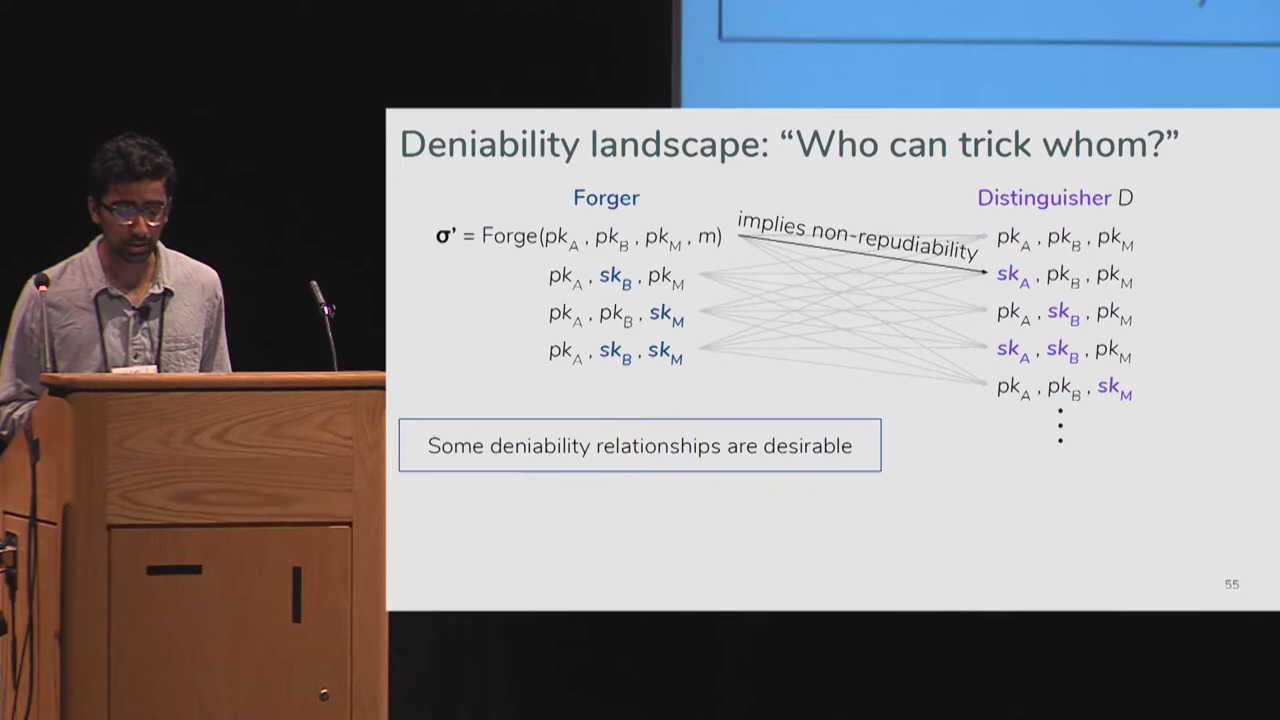 Deniability landscape: “Who can trick whom?”
Forger
Distinguisher D
σ' = Forge(pk_A , pk_B , pk_M , m)
implies non-repudiability
pk_A , pk_B , pk_M
pk_A , sk_B , pk_M
sk_A , pk_B , pk_M
pk_A , pk_B , sk_M
pk_A , sk_B , pk_M
pk_A , sk_B , sk_M
sk_A , sk_B , pk_M
pk_A , pk_B , sk_M
Some deniability relationships are desirable
55